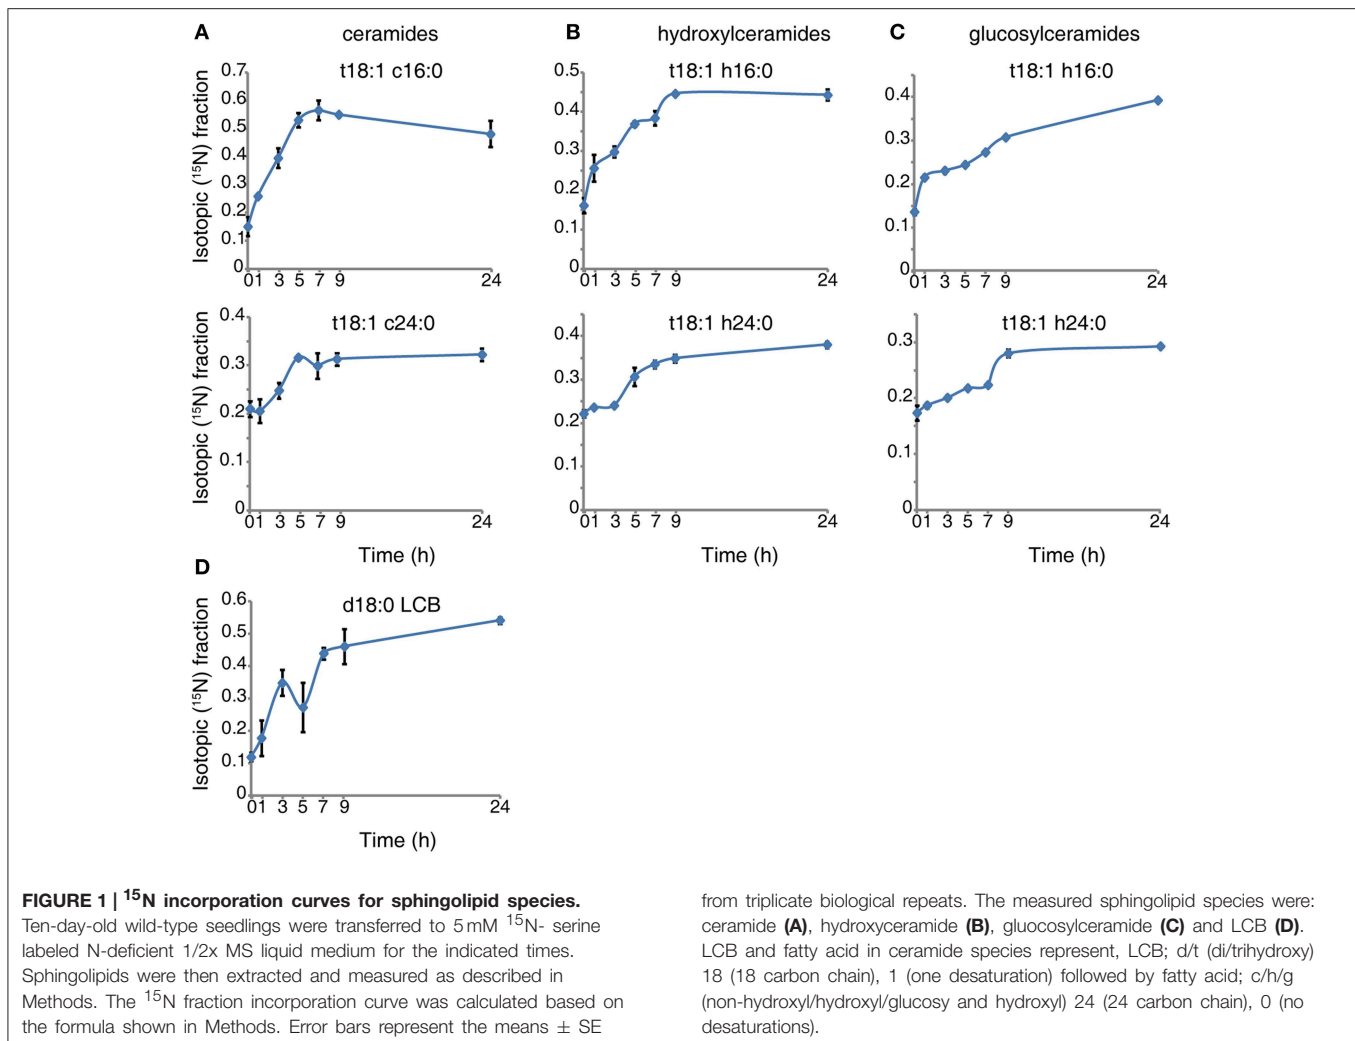 A ceramides
t18:1 c16:0
Isotopic (15N) fraction
0.7
0.6
0.5
0.4
0.3
0.2
0.1
0
01 3 5 7 9 24
t18:1 c24:0
Isotopic (15N) fraction
0.4
0.3
0.2
0.1
0
01 3 5 7 9 24
Time (h)
B hydroxylceramides
t18:1 h16:0
0.5
0.4
0.3
0.2
0.1
0
01 3 5 7 9 24
t18:1 h24:0
0.4
0.3
0.2
0.1
0
01 3 5 7 9 24
Time (h)
C glucosylceramides
t18:1 h16:0
0.4
0.3
0.2
0.1
0
01 3 5 7 9 24
t18:1 h24:0
0.3
0.2
0.1
0
01 3 5 7 9 24
Time (h)
D
d18:0 LCB
Isotopic (15N) fraction
0.6
0.5
0.4
0.3
0.2
0.1
0
01 3 5 7 9 24
Time (h)
FIGURE 1 | 15N incorporation curves for sphingolipid species.
Ten-day-old wild-type seedlings were transferred to 5 mM 15N- serine
labeled N-deficient 1/2x MS liquid medium for the indicated times.
Sphingolipids were then extracted and measured as described in
Methods. The 15N fraction incorporation curve was calculated based on
the formula shown in Methods. Error bars represent the means ± SE
from triplicate biological repeats. The measured sphingolipid species were:
ceramide (A), hydroxyceramide (B), gluocosylceramide (C) and LCB (D).
LCB and fatty acid in ceramide species represent, LCB; d/t (di/trihydroxy)
18 (18 carbon chain), 1 (one desaturation) followed by fatty acid; c/h/g
(non-hydroxyl/hydroxyl/glucosy and hydroxyl) 24 (24 carbon chain), 0 (no
desaturations).